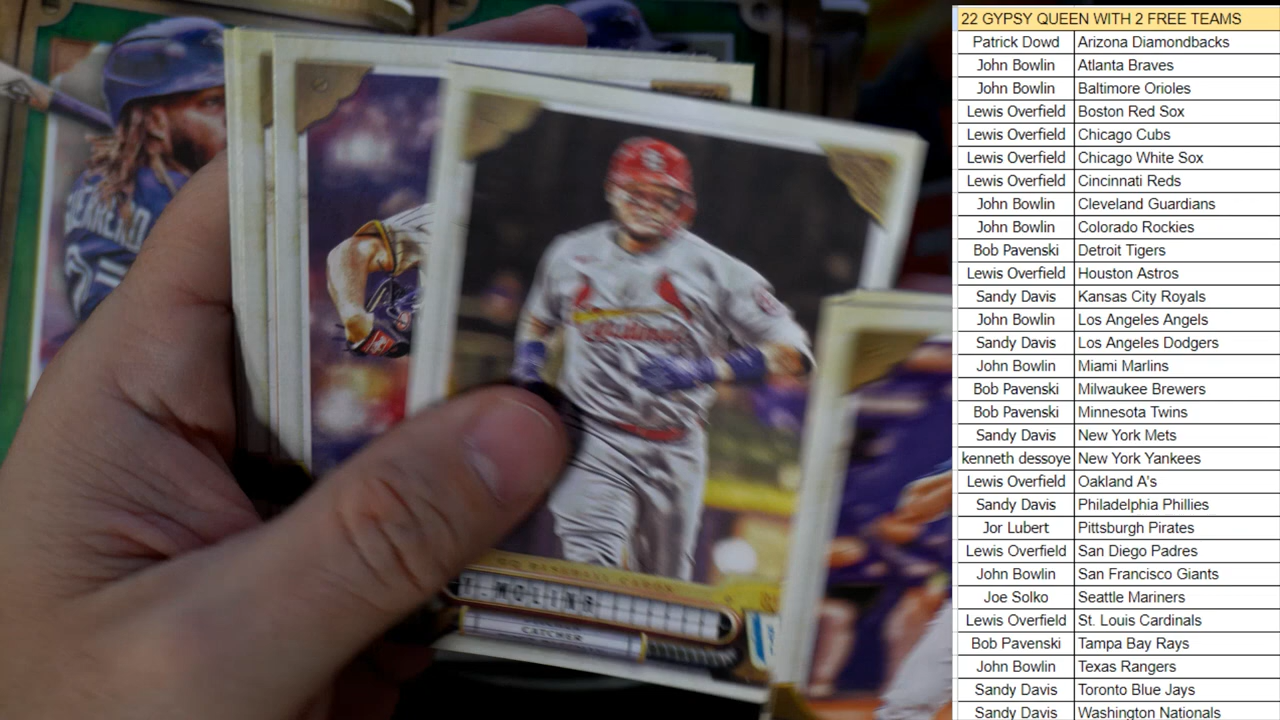 22 GYPSY QUEEN WITH 2 FREE TEAMS
Patrick Dowd Arizona Diamondbacks
John Bowlin Atlanta Braves
John Bowlin Baltimore Orioles
Lewis Overfield Boston Red Sox
Lewis Overfield Chicago Cubs
Lewis Overfield Chicago White Sox
Lewis Overfield Cincinnati Reds
John Bowlin Cleveland Guardians
John Bowlin Colorado Rockies
Bob Pavenski Detroit Tigers
Lewis Overfield Houston Astros
Sandy Davis Kansas City Royals
John Bowlin Los Angeles Angels
Sandy Davis Los Angeles Dodgers
John Bowlin Miami Marlins
Bob Pavenski Milwaukee Brewers
Bob Pavenski Minnesota Twins
Sandy Davis New York Mets
kenneth dessoye New York Yankees
Lewis Overfield Oakland A's
Sandy Davis Philadelphia Phillies
Jor Lubert Pittsburgh Pirates
Lewis Overfield San Diego Padres
John Bowlin San Francisco Giants
Joe Solko Seattle Mariners
Lewis Overfield St. Louis Cardinals
Bob Pavenski Tampa Bay Rays
John Bowlin Texas Rangers
Sandy Davis Toronto Blue Jays
Sandy Davis Washington Nationals
Y. MOLINA
CATCHER